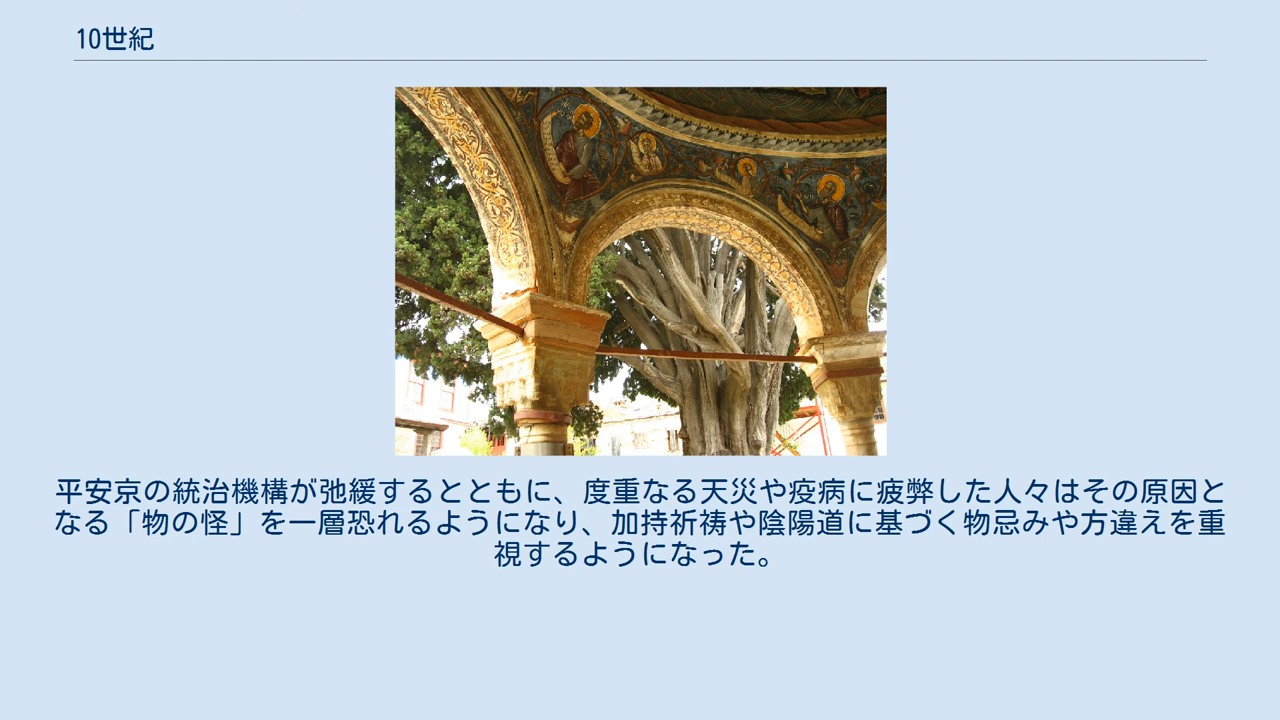 10世紀
平安京の統治機構が弛緩するとともに、度重なる天災や疫病に疲弊した人々はその原因と
なる「物の怪」を一層恐れるようになり、加持祈祷や陰陽道に基づく物忌みや方違えを重
視するようになった。